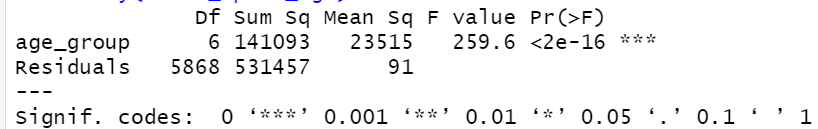 Df Sum Sq Mean Sq F value Pr(>F)
age_group 6 141093 23515 259.6 <2e-16 ***
Residuals 5868 531457 91
---
Signif. codes: 0 ‘***’ 0.001 ‘**’ 0.01 ‘*’ 0.05 ‘.’ 0.1 ‘ ’ 1